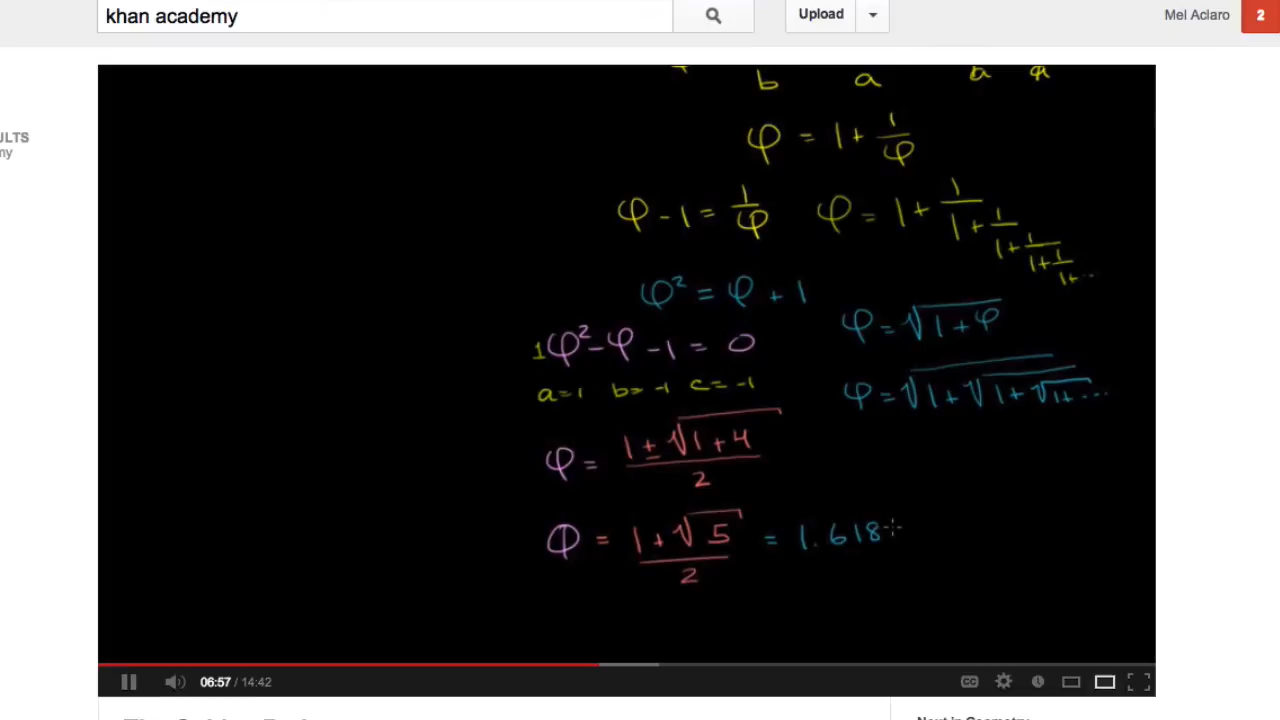 khan academy
Upload
Mel Aclaro
2
b a a a
φ = 1 + 1/φ
φ - 1 = 1/φ
φ = 1 + 1/(1 + 1/(1 + 1/(1 + 1/(1 + ...
φ² = φ + 1
φ = √(1 + φ)
1φ² - φ - 1 = 0
a = 1 b = -1 c = -1
φ = √(1 + √(1 + √(1 + ...
φ = (1 ± √(1 + 4))/2
φ = (1 + √5)/2 = 1.618
06:57 / 14:42
CC